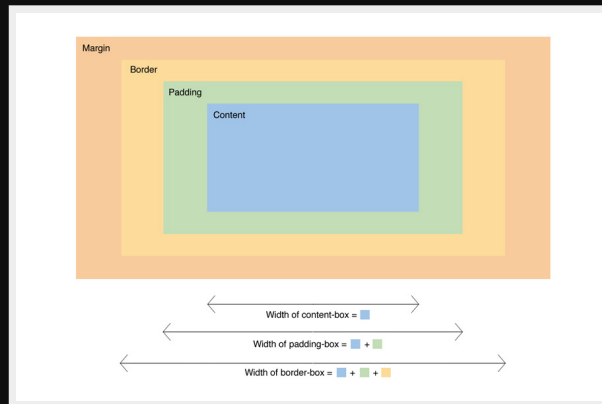 Margin
Border
Padding
Content
Width of content-box =
Width of padding-box = +
Width of border-box = + +